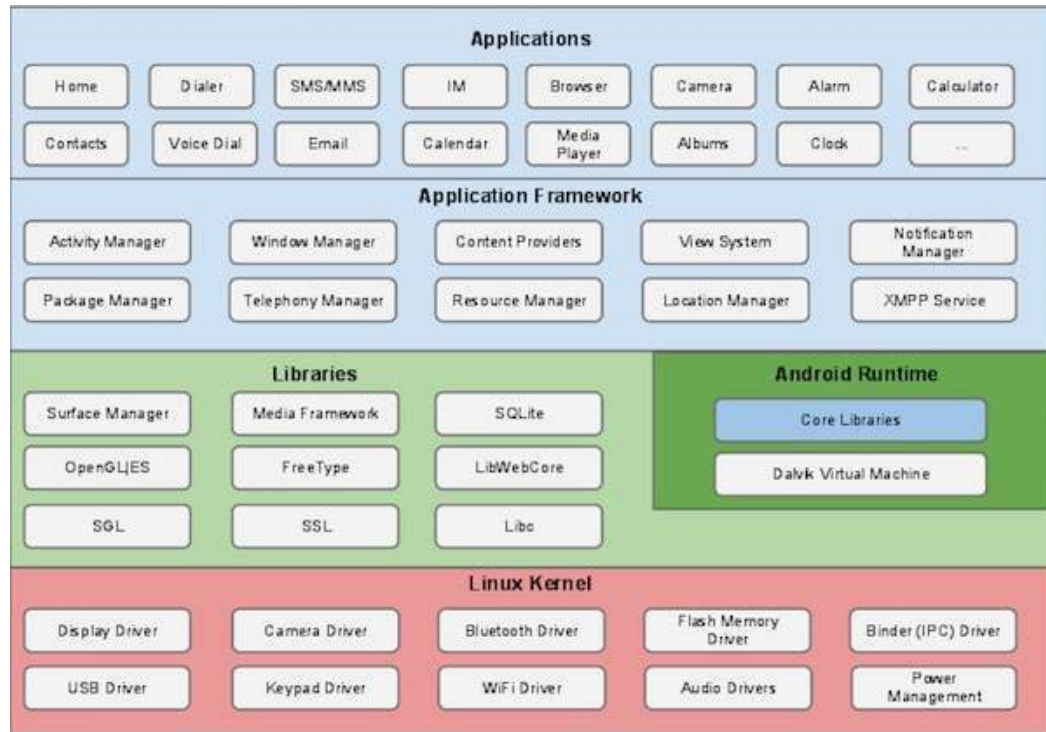 Applications
Home
Dialer
SMS/MMS
IM
Browser
Camera
Alarm
Calculator
Contacts
Voice Dial
Email
Calendar
Media
Player
Albums
Clock
...
Application Framework
Activity Manager
Window Manager
Content Providers
View System
Notification
Manager
Package Manager
Telephony Manager
Resource Manager
Location Manager
XMPP Service
Libraries
Surface Manager
Media Framework
SQLite
OpenGL|ES
FreeType
LibWebCore
SGL
SSL
Libc
Android Runtime
Core Libraries
Dalvik Virtual Machine
Linux Kernel
Display Driver
Camera Driver
Bluetooth Driver
Flash Memory
Driver
Binder (IPC) Driver
USB Driver
Keypad Driver
WiFi Driver
Audio Drivers
Power
Management